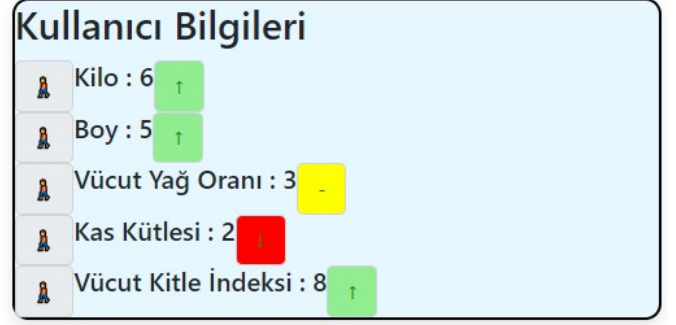 Kullanıcı Bilgileri
Kilo : 6 ↑
Boy : 5 ↑
Vücut Yağ Oranı : 3 -
Kas Kütlesi : 2 ↓
Vücut Kitle İndeksi : 8 ↑